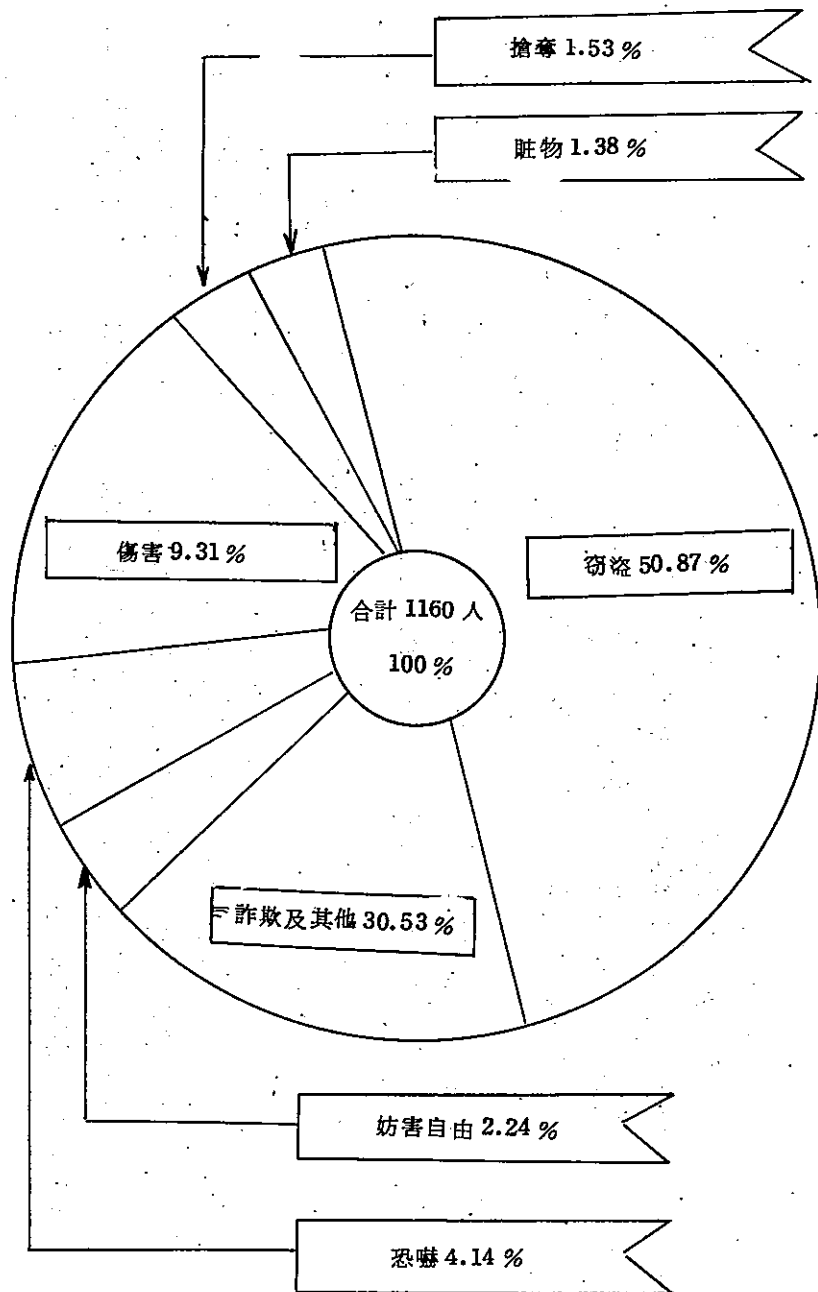 搶奪 1.53 %
賍物 1.38 %
傷害 9.31 %
竊盜 50.87 %
合計 1160 人
100 %
詐欺及其他 30.53 %
妨害自由 2.24 %
恐嚇 4.14 %